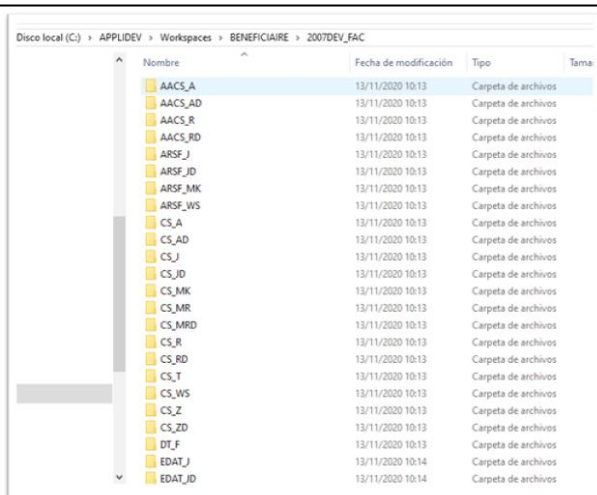 Disco local (C:) > APPLIDEV > Workspaces > BENEFICIAIRE > 2007DEV_FAC
Nombre Fecha de modificación Tipo Tama
AACS_A 13/11/2020 10:13 Carpeta de archivos
AACS_AD 13/11/2020 10:13 Carpeta de archivos
AACS_R 13/11/2020 10:13 Carpeta de archivos
AACS_RD 13/11/2020 10:13 Carpeta de archivos
ARSF_J 13/11/2020 10:13 Carpeta de archivos
ARSF_JD 13/11/2020 10:13 Carpeta de archivos
ARSF_MK 13/11/2020 10:13 Carpeta de archivos
ARSF_WS 13/11/2020 10:13 Carpeta de archivos
CS_A 13/11/2020 10:13 Carpeta de archivos
CS_AD 13/11/2020 10:13 Carpeta de archivos
CS_J 13/11/2020 10:13 Carpeta de archivos
CS_JD 13/11/2020 10:13 Carpeta de archivos
CS_MK 13/11/2020 10:13 Carpeta de archivos
CS_MR 13/11/2020 10:13 Carpeta de archivos
CS_MRD 13/11/2020 10:13 Carpeta de archivos
CS_R 13/11/2020 10:13 Carpeta de archivos
CS_RD 13/11/2020 10:13 Carpeta de archivos
CS_T 13/11/2020 10:13 Carpeta de archivos
CS_WS 13/11/2020 10:13 Carpeta de archivos
CS_Z 13/11/2020 10:13 Carpeta de archivos
CS_ZD 13/11/2020 10:13 Carpeta de archivos
DT_F 13/11/2020 10:13 Carpeta de archivos
EDAT_J 13/11/2020 10:14 Carpeta de archivos
EDAT_JD 13/11/2020 10:14 Carpeta de archivos